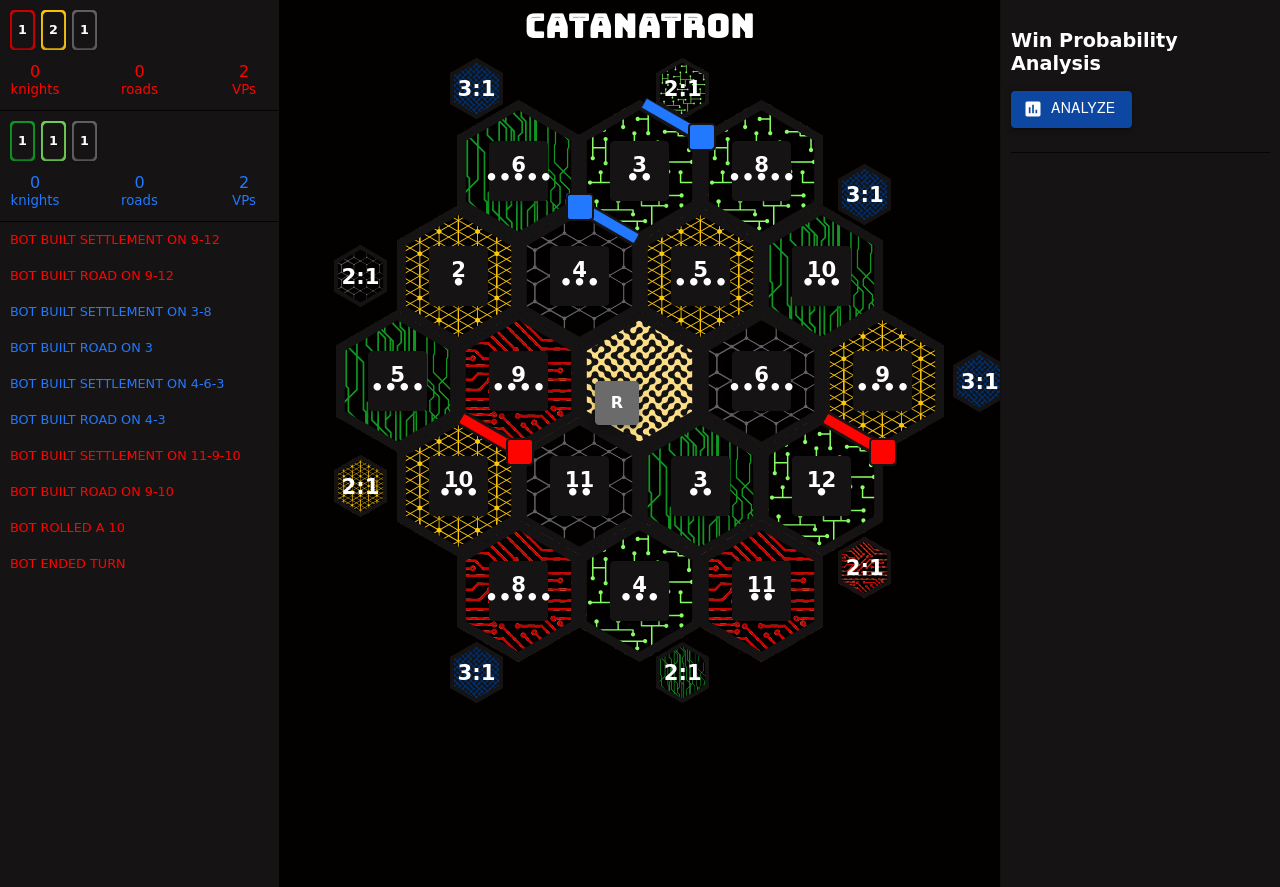 1 2 1
0 0 2
knights roads VPs
1 1 1
0 0 2
knights roads VPs
BOT BUILT SETTLEMENT ON 9-12
BOT BUILT ROAD ON 9-12
BOT BUILT SETTLEMENT ON 3-8
BOT BUILT ROAD ON 3
BOT BUILT SETTLEMENT ON 4-6-3
BOT BUILT ROAD ON 4-3
BOT BUILT SETTLEMENT ON 11-9-10
BOT BUILT ROAD ON 9-10
BOT ROLLED A 10
BOT ENDED TURN
CATANATRON
3:1 2:1
6 3 8
3:1
2:1 2 4 5 10
5 9 6 9 3:1
R
2:1 10 11 3 12
2:1
8 4 11
3:1 2:1
Win Probability
Analysis
ANALYZE